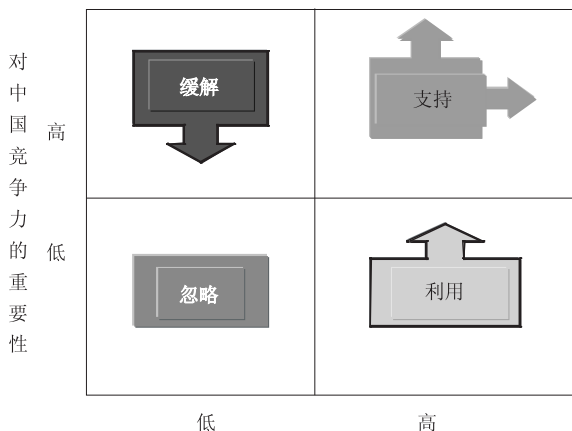 对中国竞争力的重要性
高
低
缓解
支持
忽略
利用
低
高